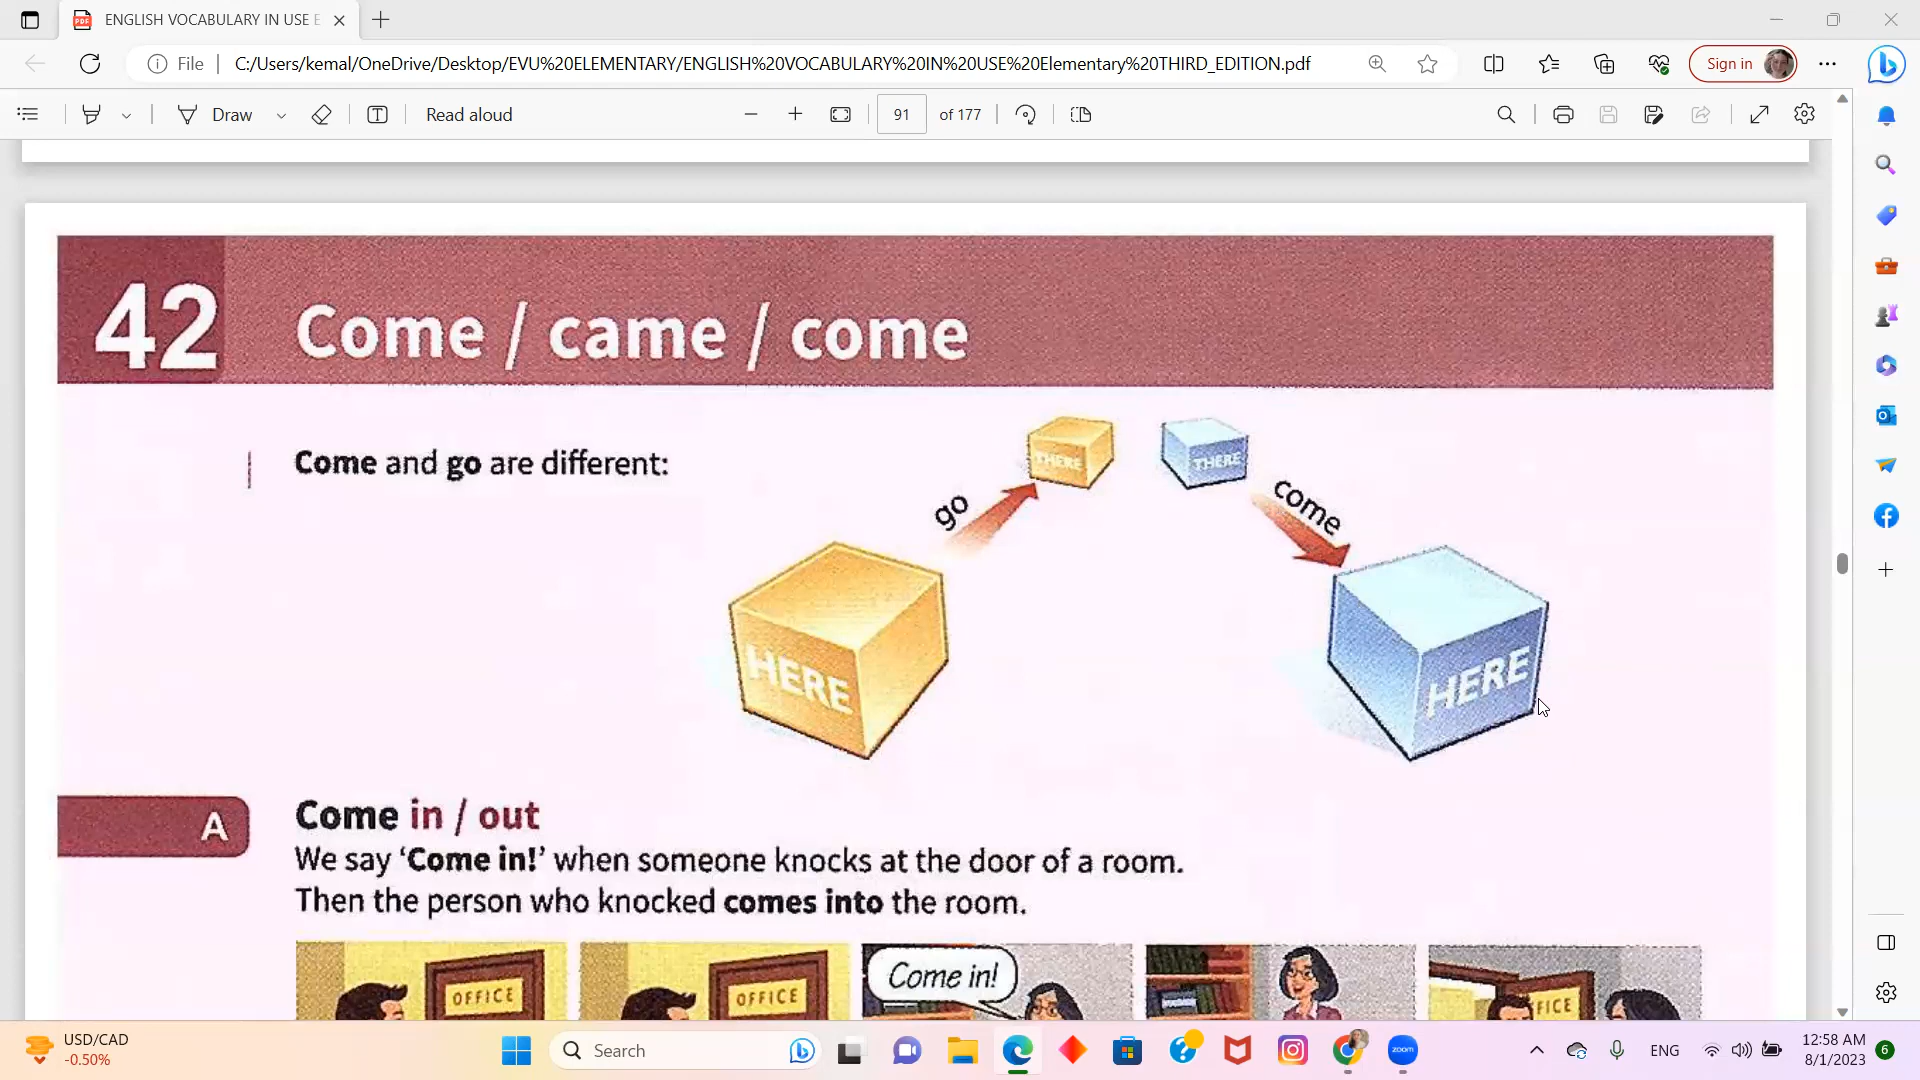 ENGLISH VOCABULARY IN USE E
File
C:/Users/kemal/OneDrive/Desktop/EVU%20ELEMENTARY/ENGLISH%20VOCABULARY%20IN%20USE%20Elementary%20THIRD_EDITION.pdf
Sign in
Draw
Read aloud
91 of 177
42 Come / came / come
Come and go are different:
THERE THERE
go come
HERE HERE
A Come in / out
We say ‘Come in!’ when someone knocks at the door of a room.
Then the person who knocked comes into the room.
OFFICE OFFICE Come in! FICE
USD/CAD
-0.50%
Search
zoom
ENG
12:58 AM
8/1/2023
6